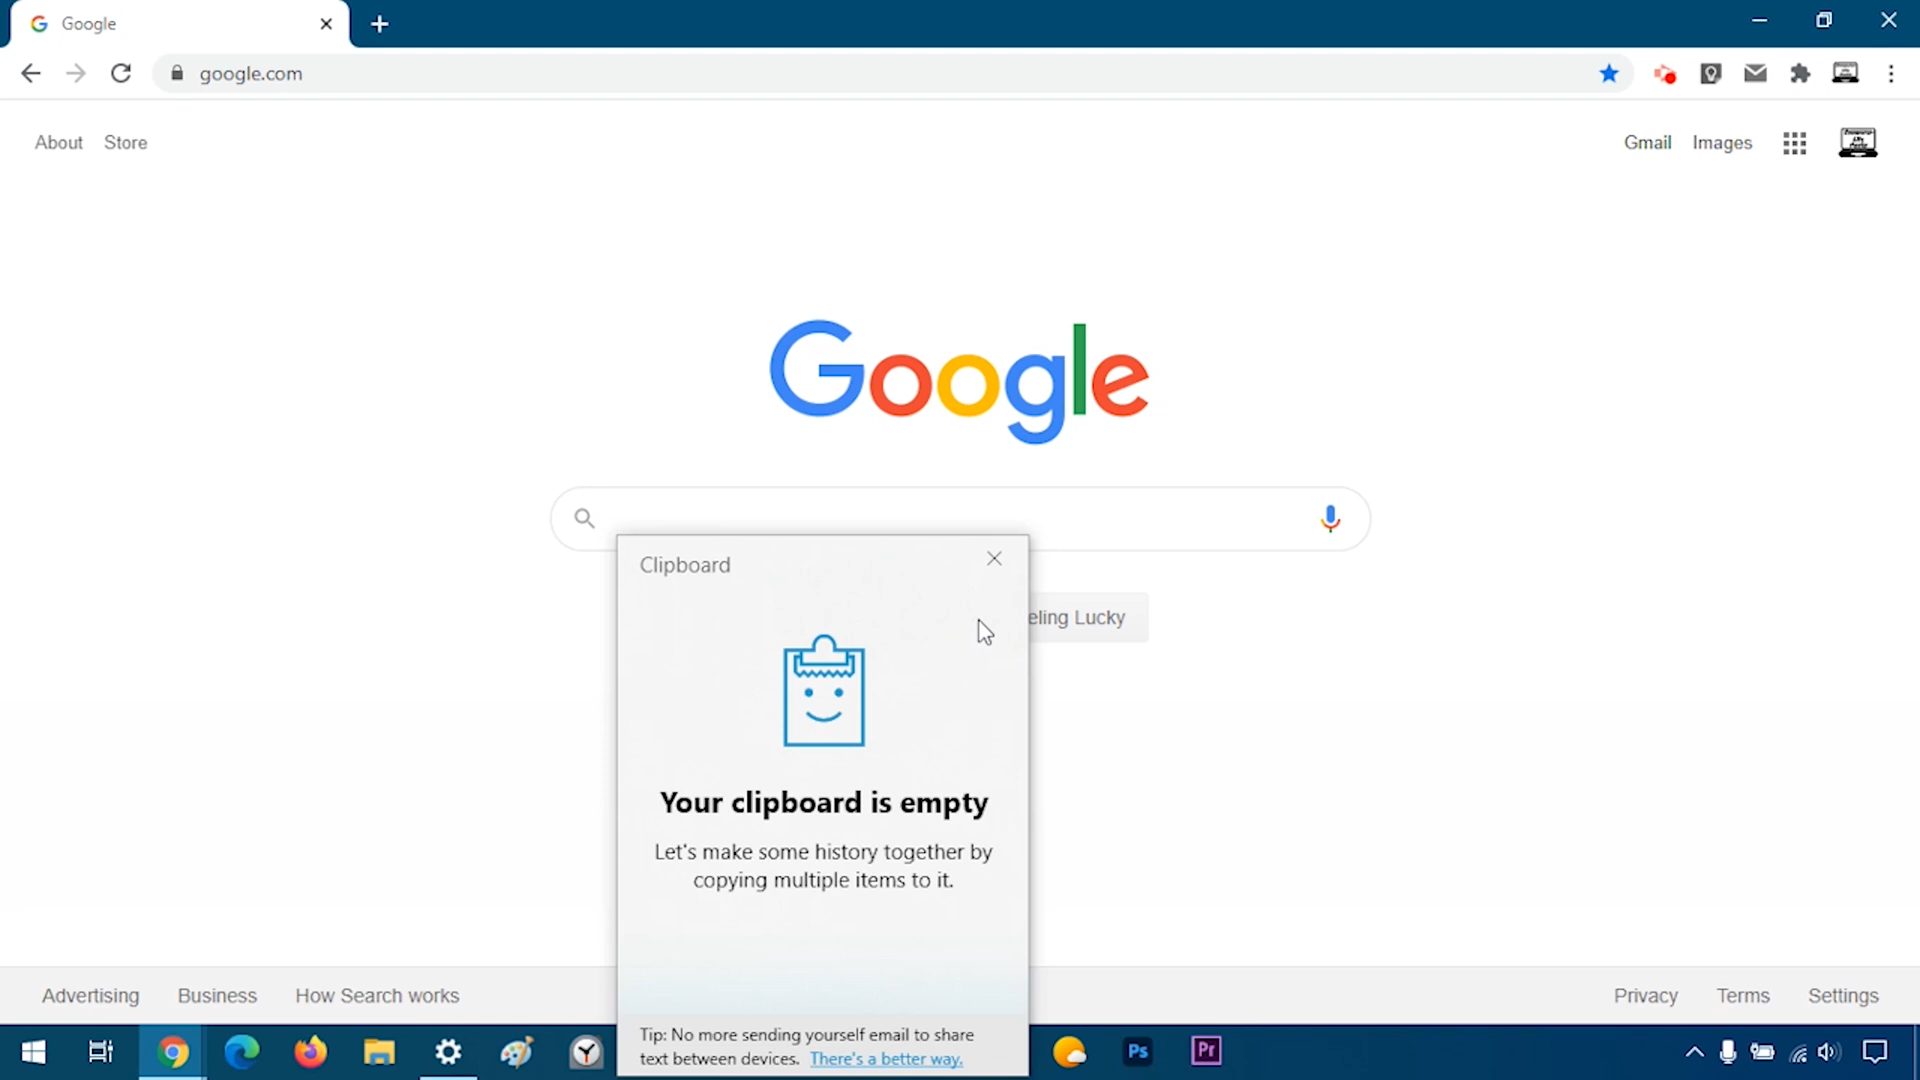 Google
google.com
About Store
Gmail Images
Google
Clipboard
eling Lucky
Your clipboard is empty
Let's make some history together by
copying multiple items to it.
Advertising Business How Search works
Privacy Terms Settings
Tip: No more sending yourself email to share
text between devices. There's a better way.
Ps
Pr